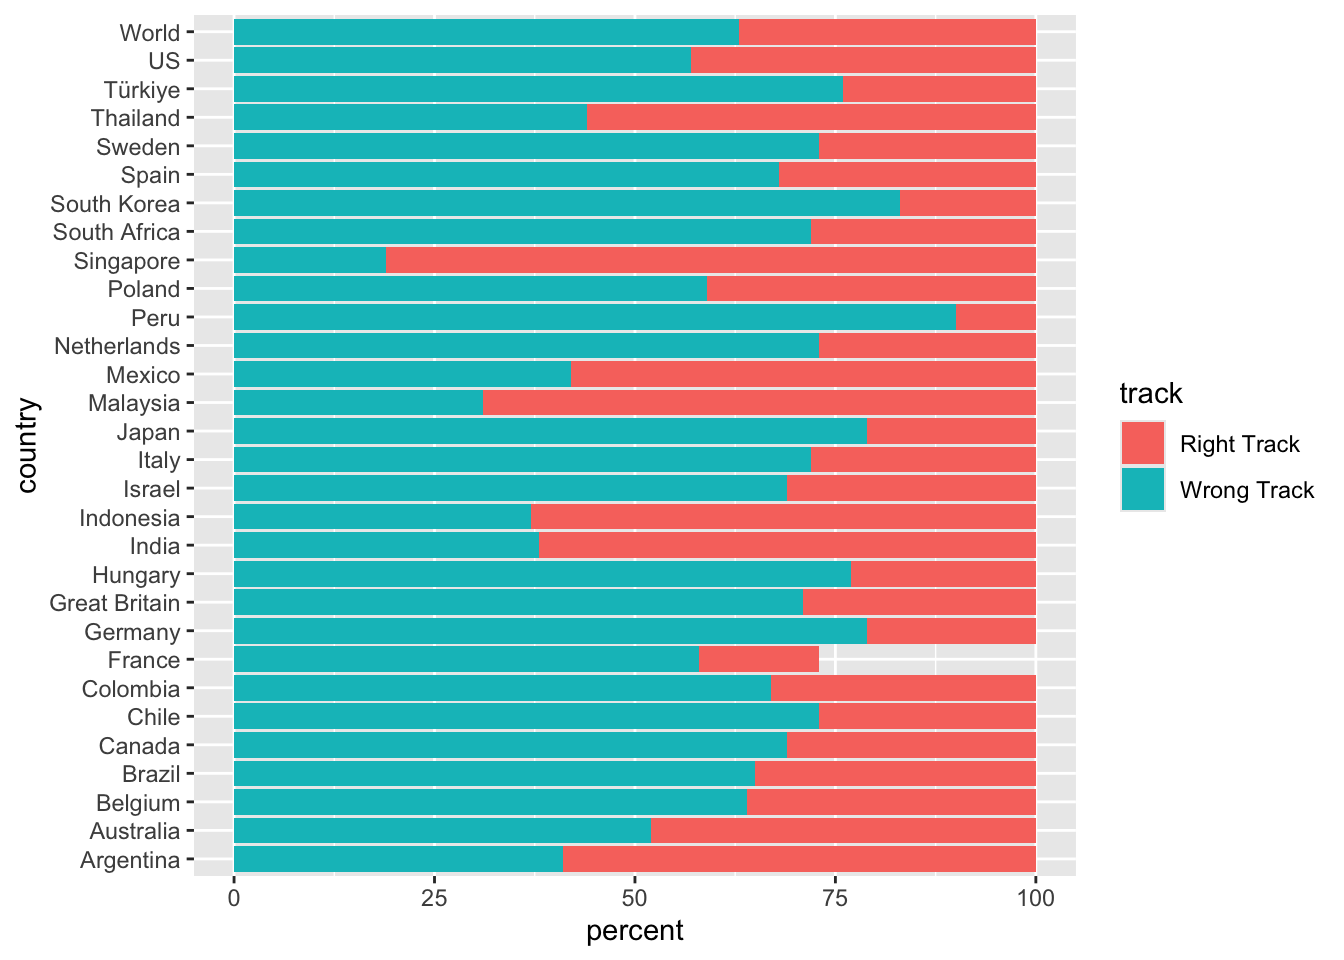 World
US
Türkiye
Thailand
Sweden
Spain
South Korea
South Africa
Singapore
Poland
Peru
Netherlands
Mexico
Malaysia
Japan
Italy
Israel
Indonesia
India
Hungary
Great Britain
Germany
France
Colombia
Chile
Canada
Brazil
Belgium
Australia
Argentina
country
0 25 50 75 100
percent
track
Right Track
Wrong Track